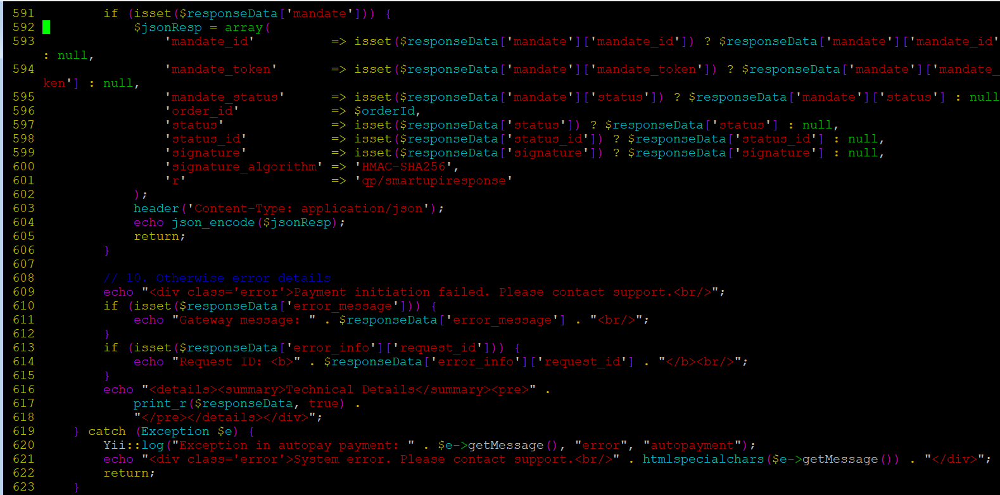 591         if (isset($responseData['mandate'])) {
592             $jsonResp = array(
593                 'mandate_id'          => isset($responseData['mandate']['mandate_id']) ? $responseData['mandate']['mandate_id'
: null,
594                 'mandate_token'       => isset($responseData['mandate']['mandate_token']) ? $responseData['mandate']['mandate_
ken'] : null,
595                 'mandate_status'      => isset($responseData['mandate']['status']) ? $responseData['mandate']['status'] : null
596                 'order_id'            => $orderId,
597                 'status'              => isset($responseData['status']) ? $responseData['status'] : null,
598                 'status_id'           => isset($responseData['status_id']) ? $responseData['status_id'] : null,
599                 'signature'           => isset($responseData['signature']) ? $responseData['signature'] : null,
600                 'signature_algorithm' => 'HMAC-SHA256',
601                 'r'                   => 'qp/smartupiresponse'
602             );
603             header('Content-Type: application/json');
604             echo json_encode($jsonResp);
605             return;
606         }
607
608         // 10. Otherwise error details
609         echo "<div class='error'>Payment initiation failed. Please contact support.<br/>";
610         if (isset($responseData['error_message'])) {
611             echo "Gateway message: " . $responseData['error_message'] . "<br/>";
612         }
613         if (isset($responseData['error_info']['request_id'])) {
614             echo "Request ID: <b>" . $responseData['error_info']['request_id'] . "</b><br/>";
615         }
616         echo "<details><summary>Technical Details</summary><pre>" .
617             print_r($responseData, true) .
618             "</pre></details></div>";
619     } catch (Exception $e) {
620         Yii::log("Exception in autopay payment: " . $e->getMessage(), "error", "autopayment");
621         echo "<div class='error'>System error. Please contact support.<br/>" . htmlspecialchars($e->getMessage()) . "</div>";
622         return;
623     }